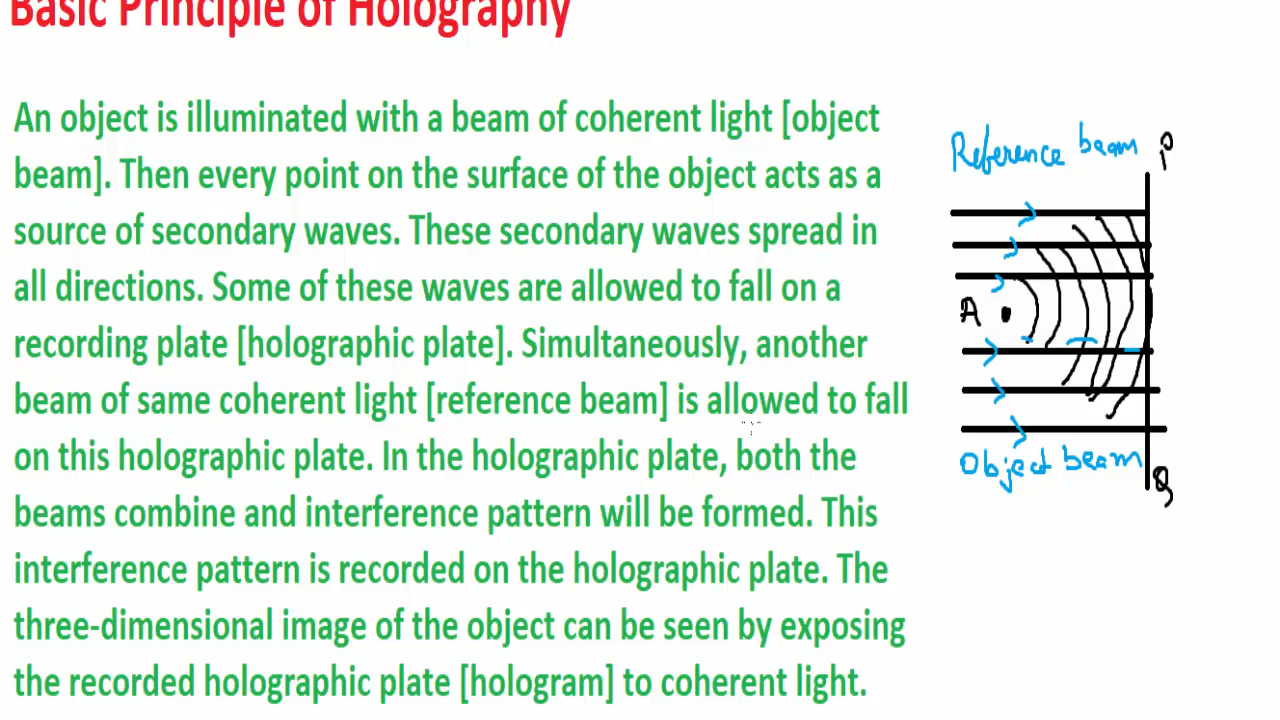 Basic Principle of Holography
An object is illuminated with a beam of coherent light [object
beam]. Then every point on the surface of the object acts as a
source of secondary waves. These secondary waves spread in
all directions. Some of these waves are allowed to fall on a
recording plate [holographic plate]. Simultaneously, another
beam of same coherent light [reference beam] is allowed to fall
on this holographic plate. In the holographic plate, both the
beams combine and interference pattern will be formed. This
interference pattern is recorded on the holographic plate. The
three-dimensional image of the object can be seen by exposing
the recorded holographic plate [hologram] to coherent light.
Reference beam P
A
Object beam Q